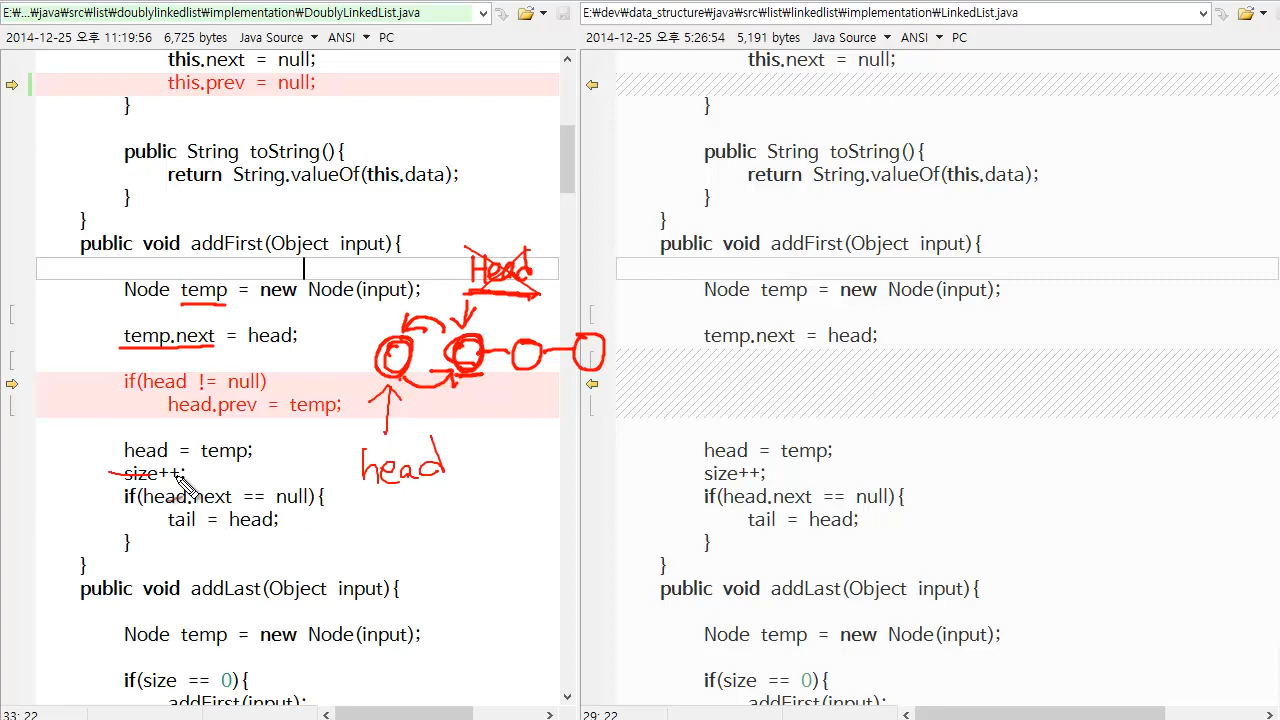 E:₩...₩java₩src₩list₩doublylinkedlist₩implementation₩DoublyLinkedList.java
2014-12-25 오후 11:19:56 6,725 bytes Java Source ANSI PC
this.next = null;
this.prev = null;
}
public String toString(){
return String.valueOf(this.data);
}
}
public void addFirst(Object input){
Head
Node temp = new Node(input);
temp.next = head;
if(head != null)
head.prev = temp;
head = temp;
head
size++;
if(head.next == null){
tail = head;
}
}
public void addLast(Object input){
Node temp = new Node(input);
if(size == 0){
addFirst(input);
33: 22
E:₩dev₩data_structure₩java₩src₩list₩linkedlist₩implementation₩LinkedList.java
2014-12-25 오후 5:26:54 5,191 bytes Java Source ANSI PC
this.next = null;
}
public String toString(){
return String.valueOf(this.data);
}
}
public void addFirst(Object input){
Node temp = new Node(input);
temp.next = head;
head = temp;
size++;
if(head.next == null){
tail = head;
}
}
public void addLast(Object input){
Node temp = new Node(input);
if(size == 0){
addFirst(input);
29: 22